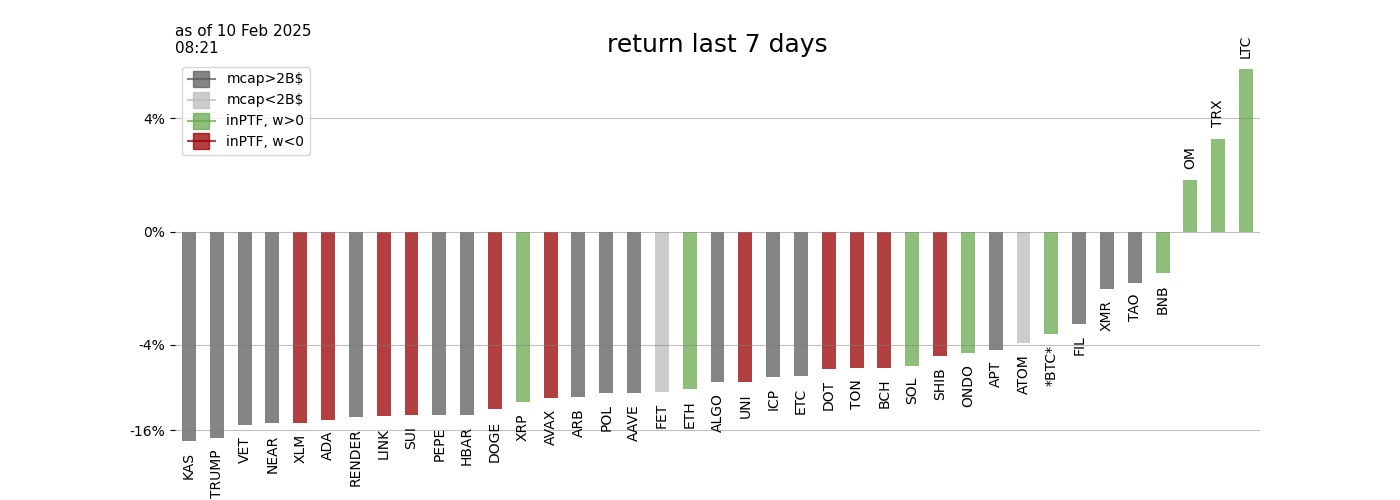 as of 10 Feb 2025
08:21
return last 7 days
mcap>2B$
mcap<2B$
inPTF, w>0
inPTF, w<0
4%
0%
-4%
-16%
KAS
TRUMP
VET
NEAR
XLM
ADA
RENDER
LINK
SUI
PEPE
HBAR
DOGE
XRP
AVAX
ARB
POL
AAVE
FET
ETH
ALGO
UNI
ICP
ETC
DOT
TON
BCH
SOL
SHIB
ONDO
APT
ATOM
*BTC*
FIL
XMR
TAO
BNB
OM
TRX
LTC